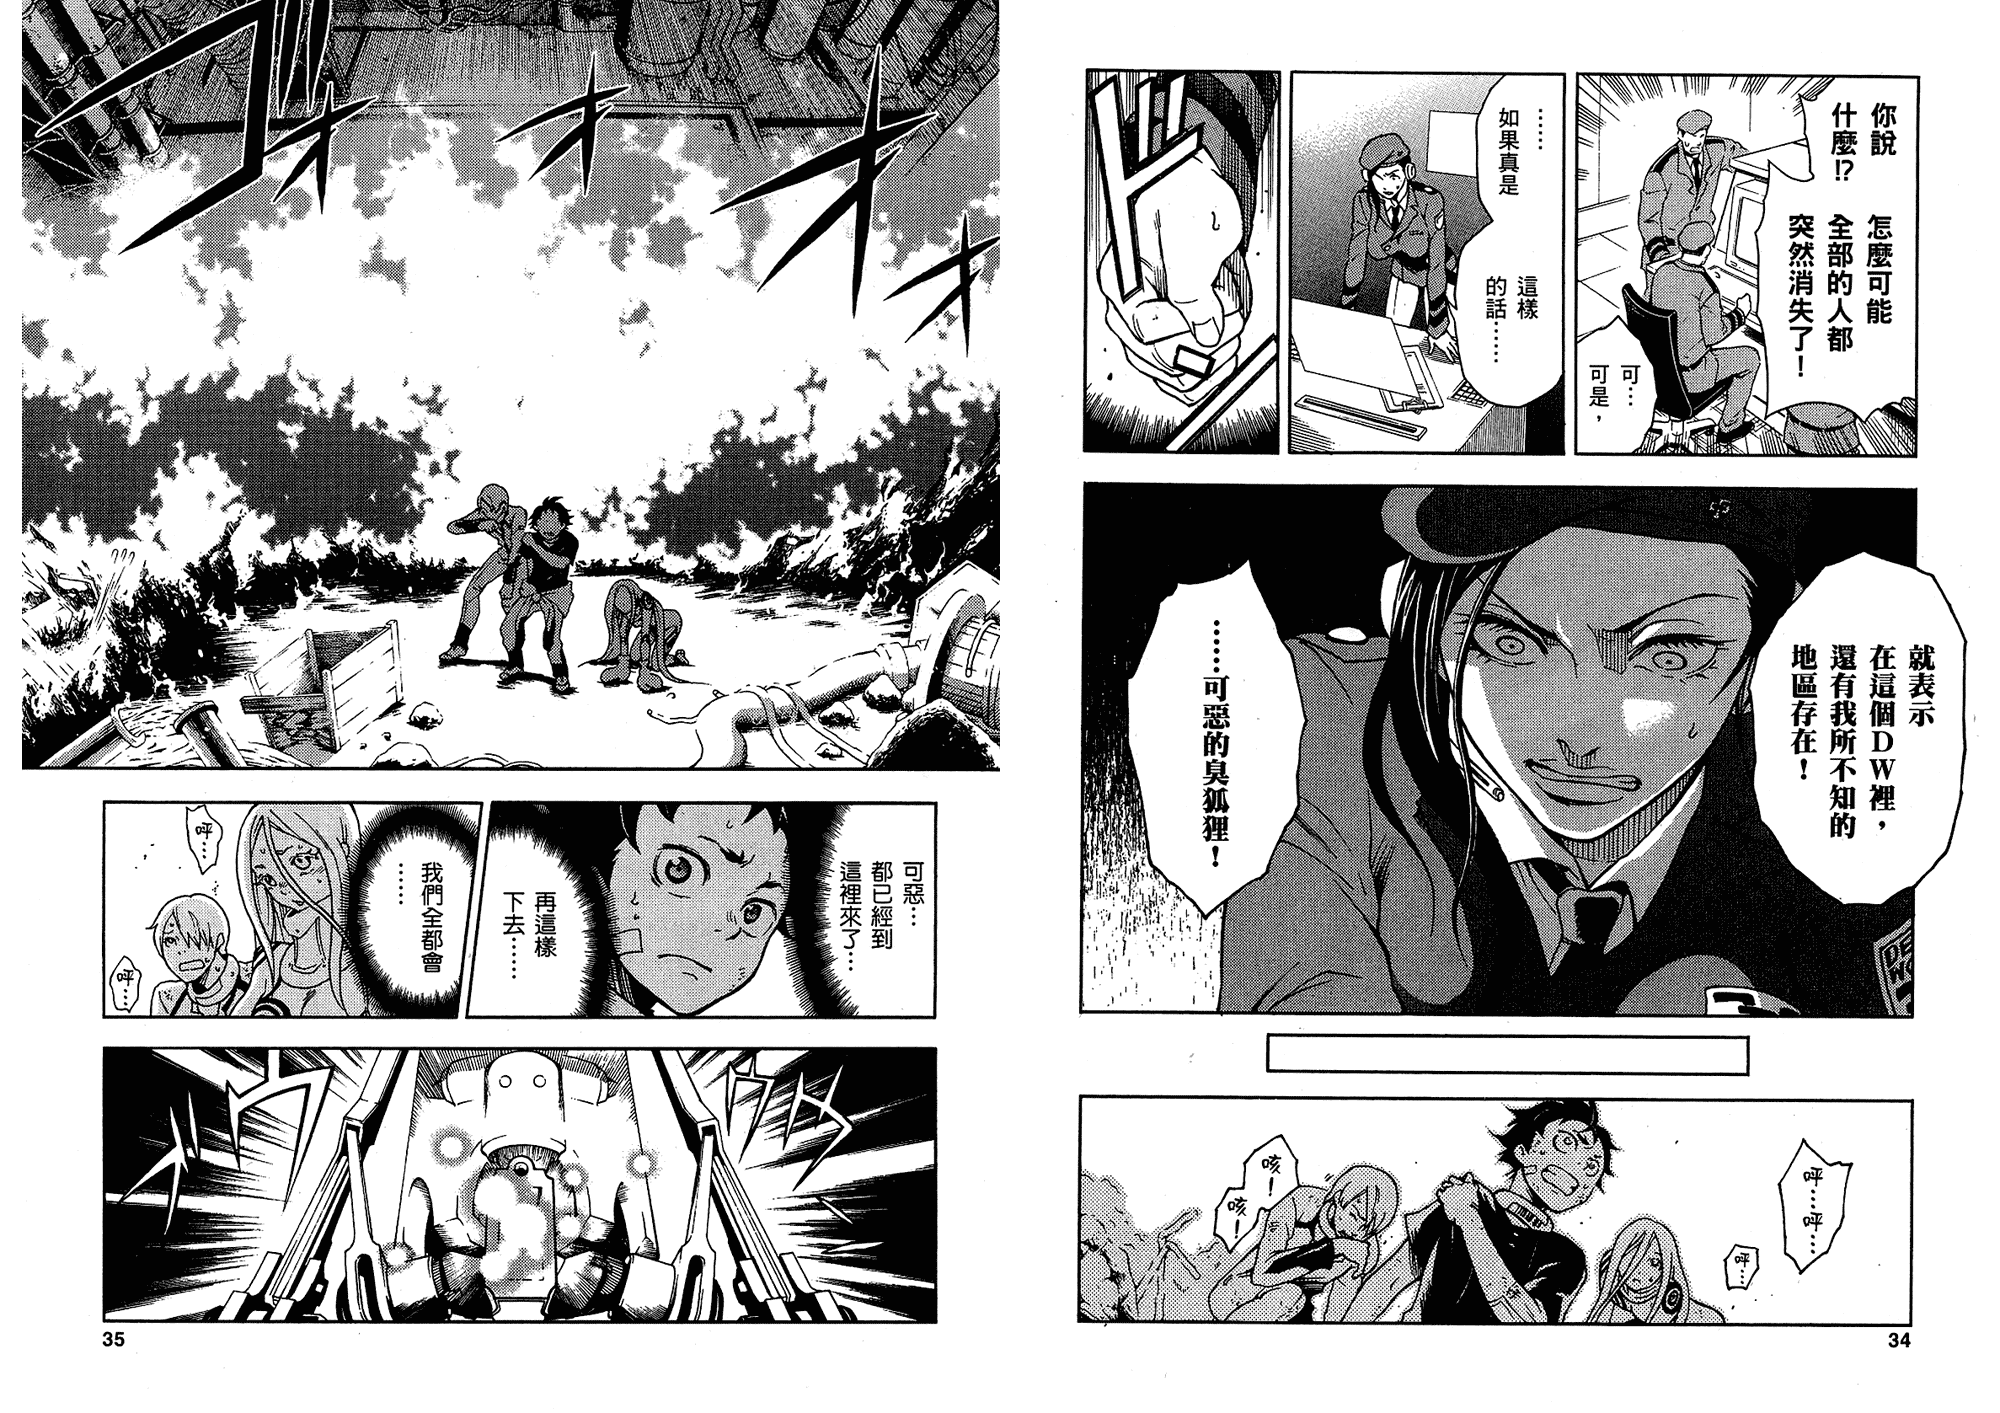 你說
什麼!?
怎麼可能
全部的人都
突然消失了！
可…
可是，
……
如果真是
這樣
的話……
就表示
在這個DW裡，
還有我所不知的
地區存在！
……可惡的臭狐狸！
呼…呼…
呼…
咳！
咳！
34
可惡…
都已經到
這裡來了…
再這樣
下去……
我們全都會
……
呼…
呼…
35